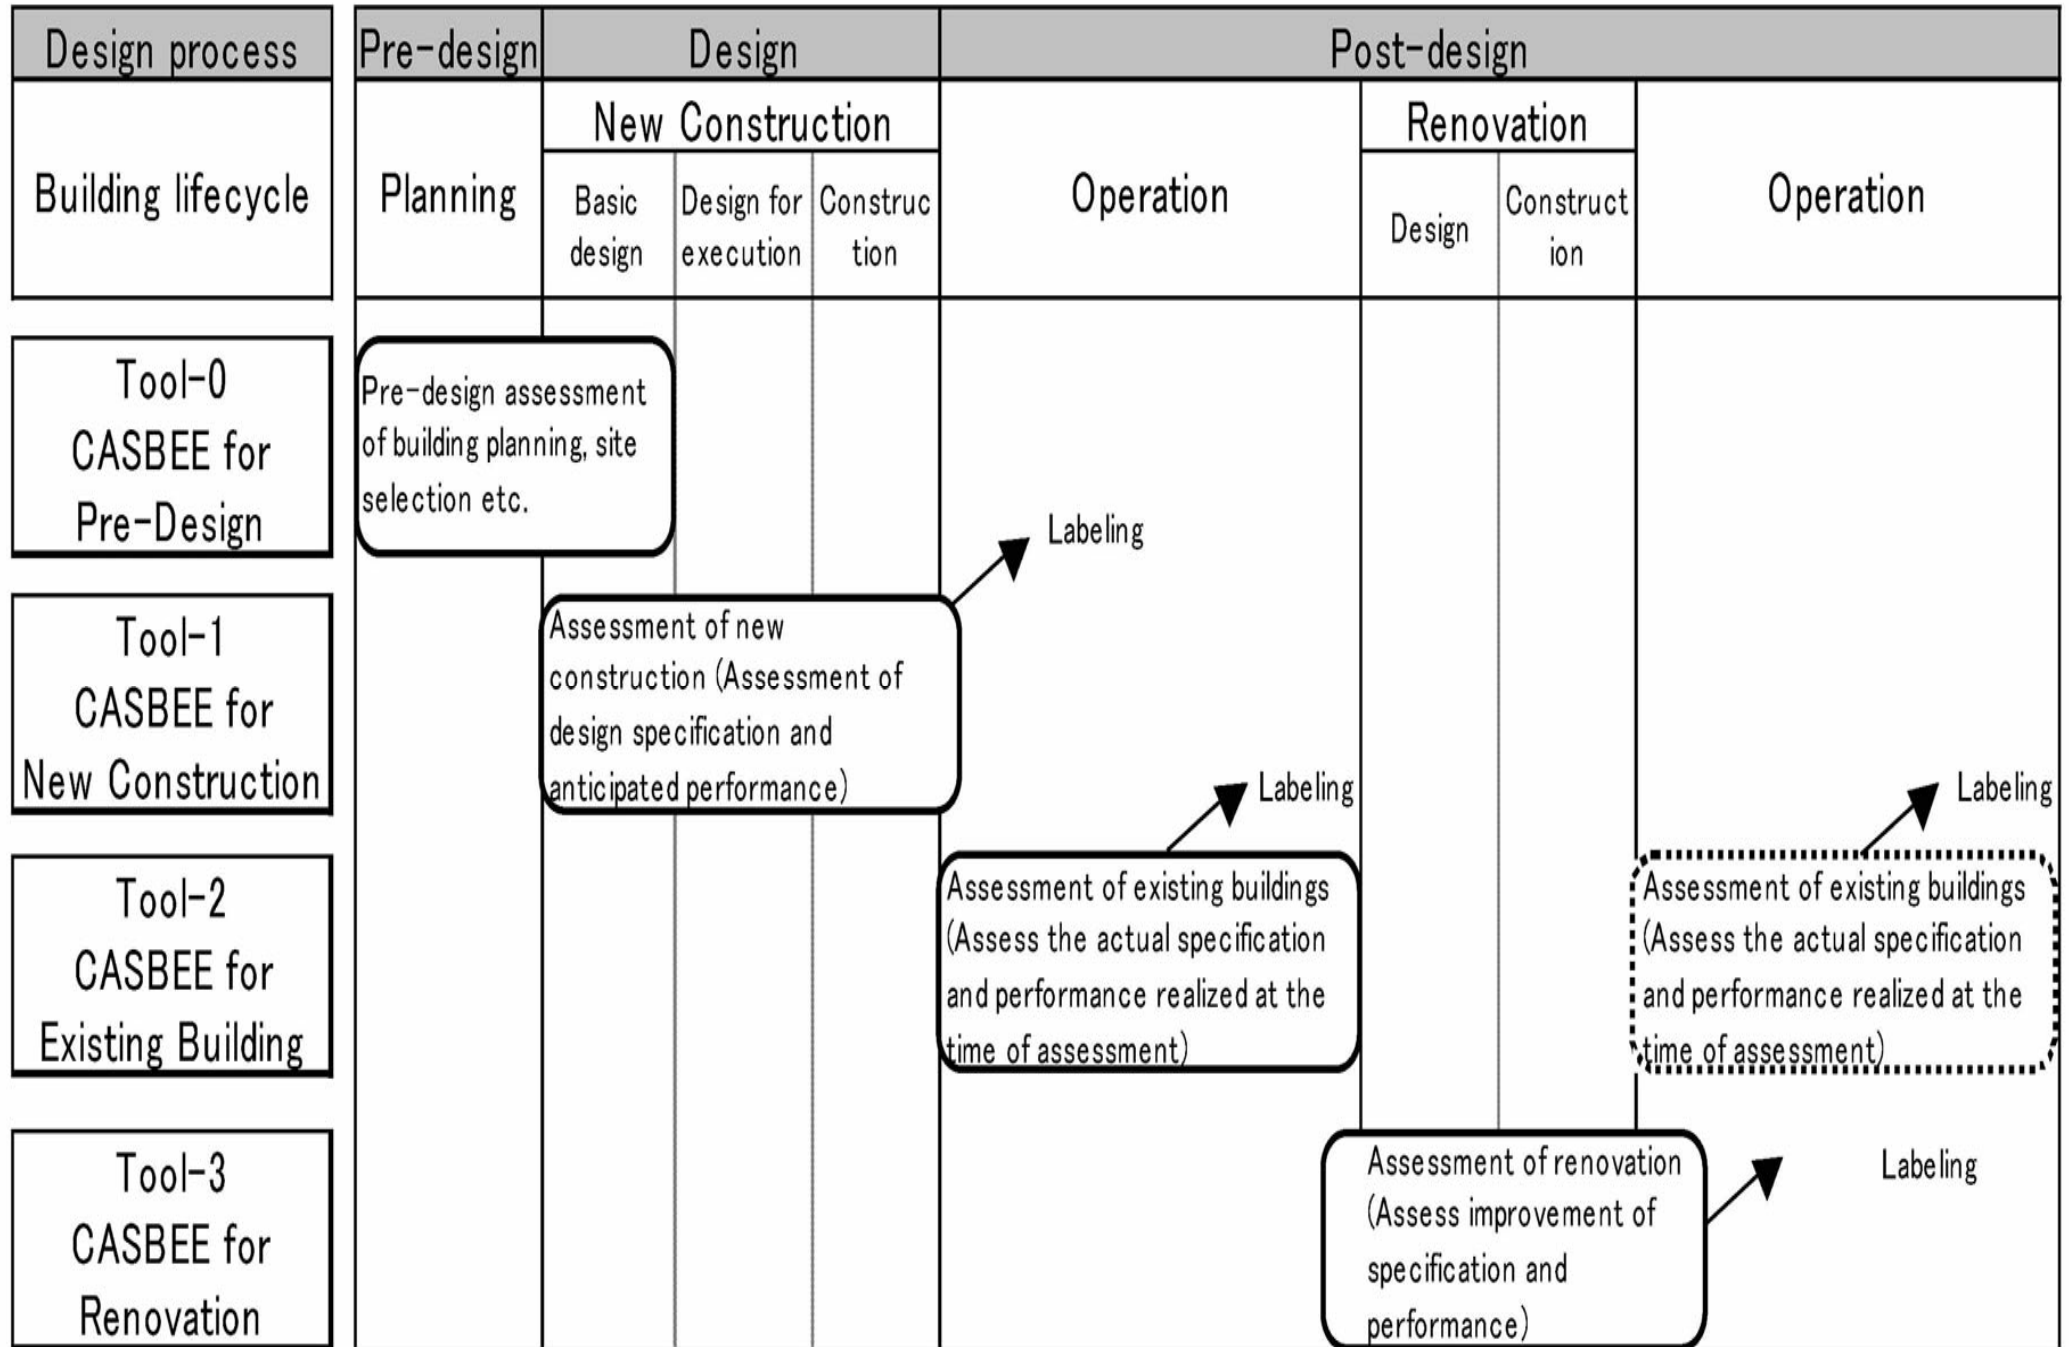 Design process
Pre-design
Design
Post-design
Building lifecycle
Planning
New Construction
Basic
design
Design for
execution
Construc
tion
Operation
Renovation
Design
Construct
ion
Operation
Tool-0
CASBEE for
Pre-Design
Pre-design assessment
of building planning, site
selection etc.
Labeling
Tool-1
CASBEE for
New Construction
Assessment of new
construction (Assessment of
design specification and
anticipated performance)
Labeling
Labeling
Tool-2
CASBEE for
Existing Building
Assessment of existing buildings
(Assess the actual specification
and performance realized at the
time of assessment)
Assessment of existing buildings
(Assess the actual specification
and performance realized at the
time of assessment)
Tool-3
CASBEE for
Renovation
Assessment of renovation
(Assess improvement of
specification and
performance)
Labeling